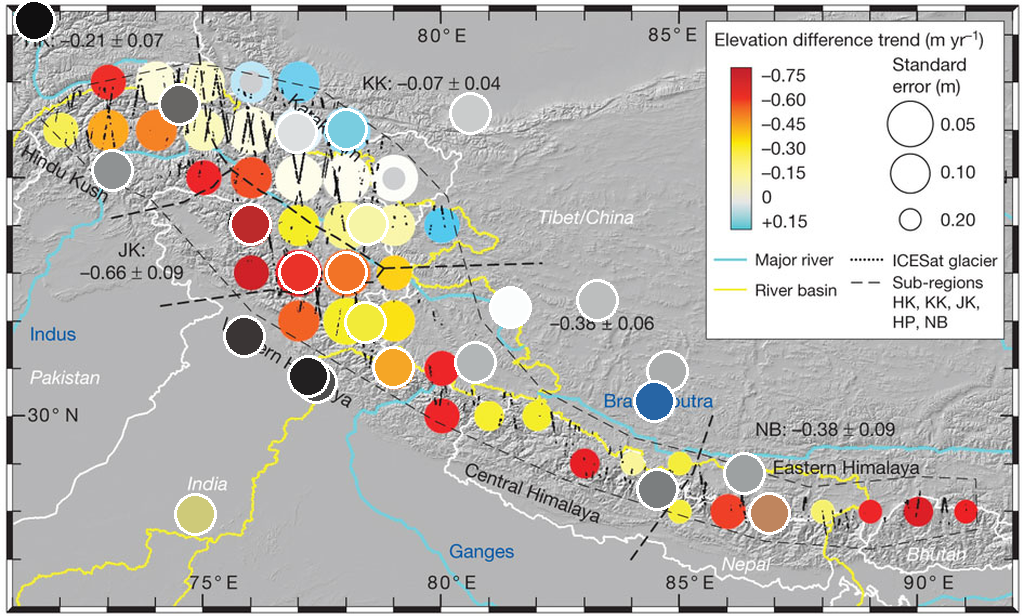 80° E
85° E
HK: –0.21 ± 0.07
KK: –0.07 ± 0.04
Elevation difference trend (m yr⁻¹)
–0.75
–0.60
–0.45
–0.30
–0.15
0
+0.15
Standard
error (m)
0.05
0.10
0.20
Major river
River basin
ICESat glacier
Sub-regions
HK, KK, JK,
HP, NB
Hindu Kush
Tibet/China
JK:
–0.66 ± 0.09
–0.38 ± 0.06
Indus
Pakistan
30° N
NB: –0.38 ± 0.09
Eastern Himalaya
Central Himalaya
India
Ganges
Nepal
Bhutan
75° E
80° E
85° E
90° E